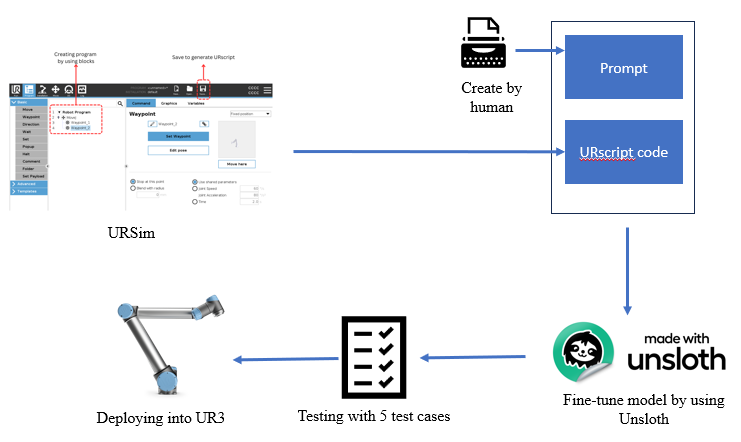 Creating program
by using blocks
Save to generate URscript
Basic
Command
Graphics
Variables
Move
Waypoint
Direction
Wait
Set
Popup
Halt
Comment
Folder
Set Payload
Advanced
Templates
Robot Program
Waypoint_1
Waypoint_2
Waypoint
Waypoint_2
Set Waypoint
Edit pose
Move here
Stop at this point
Blend with radius
Use shared parameters
Joint Speed
Joint Acceleration
Time
URSim
Create by
human
Prompt
URscript code
made with
unsloth
Fine-tune model by using
Unsloth
Testing with 5 test cases
Deploying into UR3